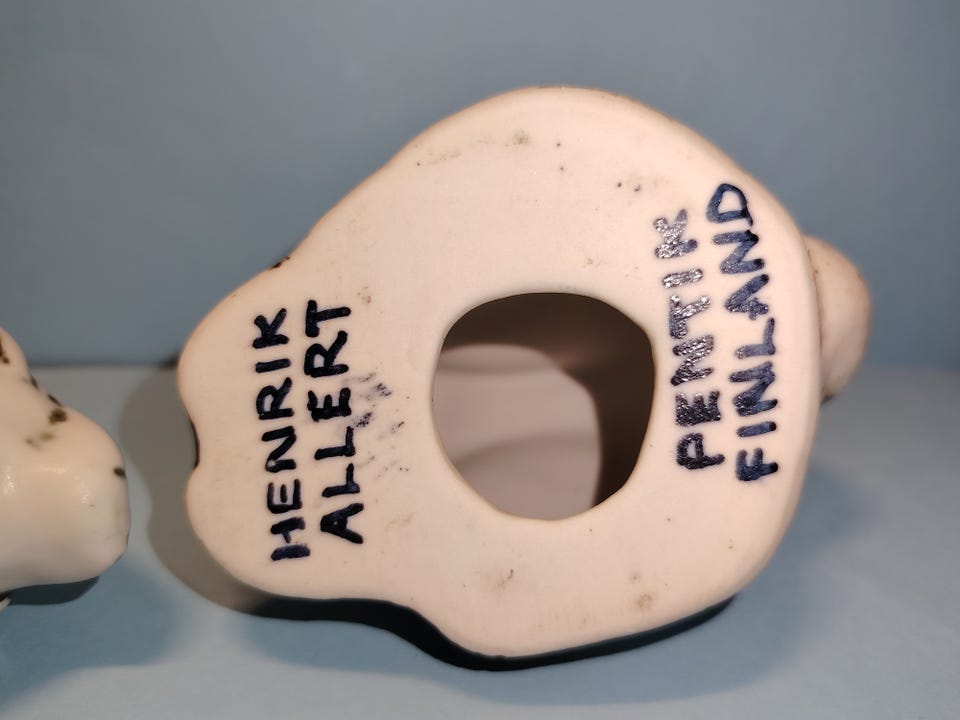 HENRIK
ALLERT
PENTIK
FINLAND